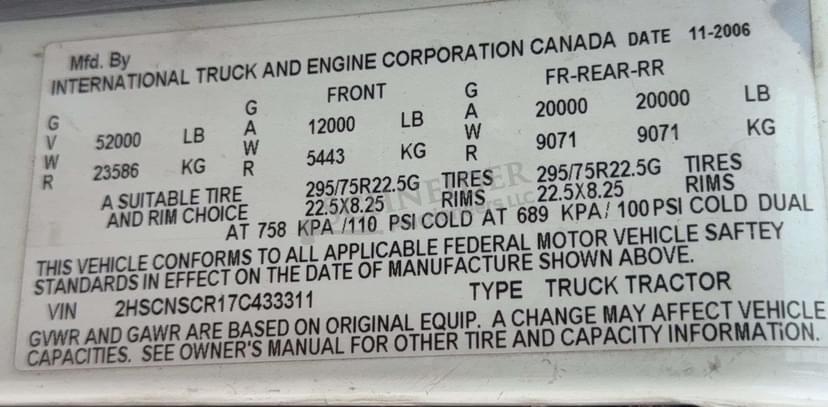 Mfd. By
INTERNATIONAL TRUCK AND ENGINE CORPORATION CANADA DATE 11-2006
GVWR 52000 LB GAWR FRONT 12000 LB GAWR FR-REAR-RR 20000 20000 LB
23586 KG 5443 KG 9071 9071 KG
A SUITABLE TIRE 295/75R22.5G TIRES 295/75R22.5G TIRES
AND RIM CHOICE 22.5X8.25 RIMS 22.5X8.25 RIMS
AT 758 KPA /110 PSI COLD AT 689 KPA/ 100 PSI COLD DUAL
THIS VEHICLE CONFORMS TO ALL APPLICABLE FEDERAL MOTOR VEHICLE SAFTEY
STANDARDS IN EFFECT ON THE DATE OF MANUFACTURE SHOWN ABOVE.
VIN 2HSCNSCR17C433311 TYPE TRUCK TRACTOR
GVWR AND GAWR ARE BASED ON ORIGINAL EQUIP. A CHANGE MAY AFFECT VEHICLE
CAPACITIES. SEE OWNER'S MANUAL FOR OTHER TIRE AND CAPACITY INFORMATION.